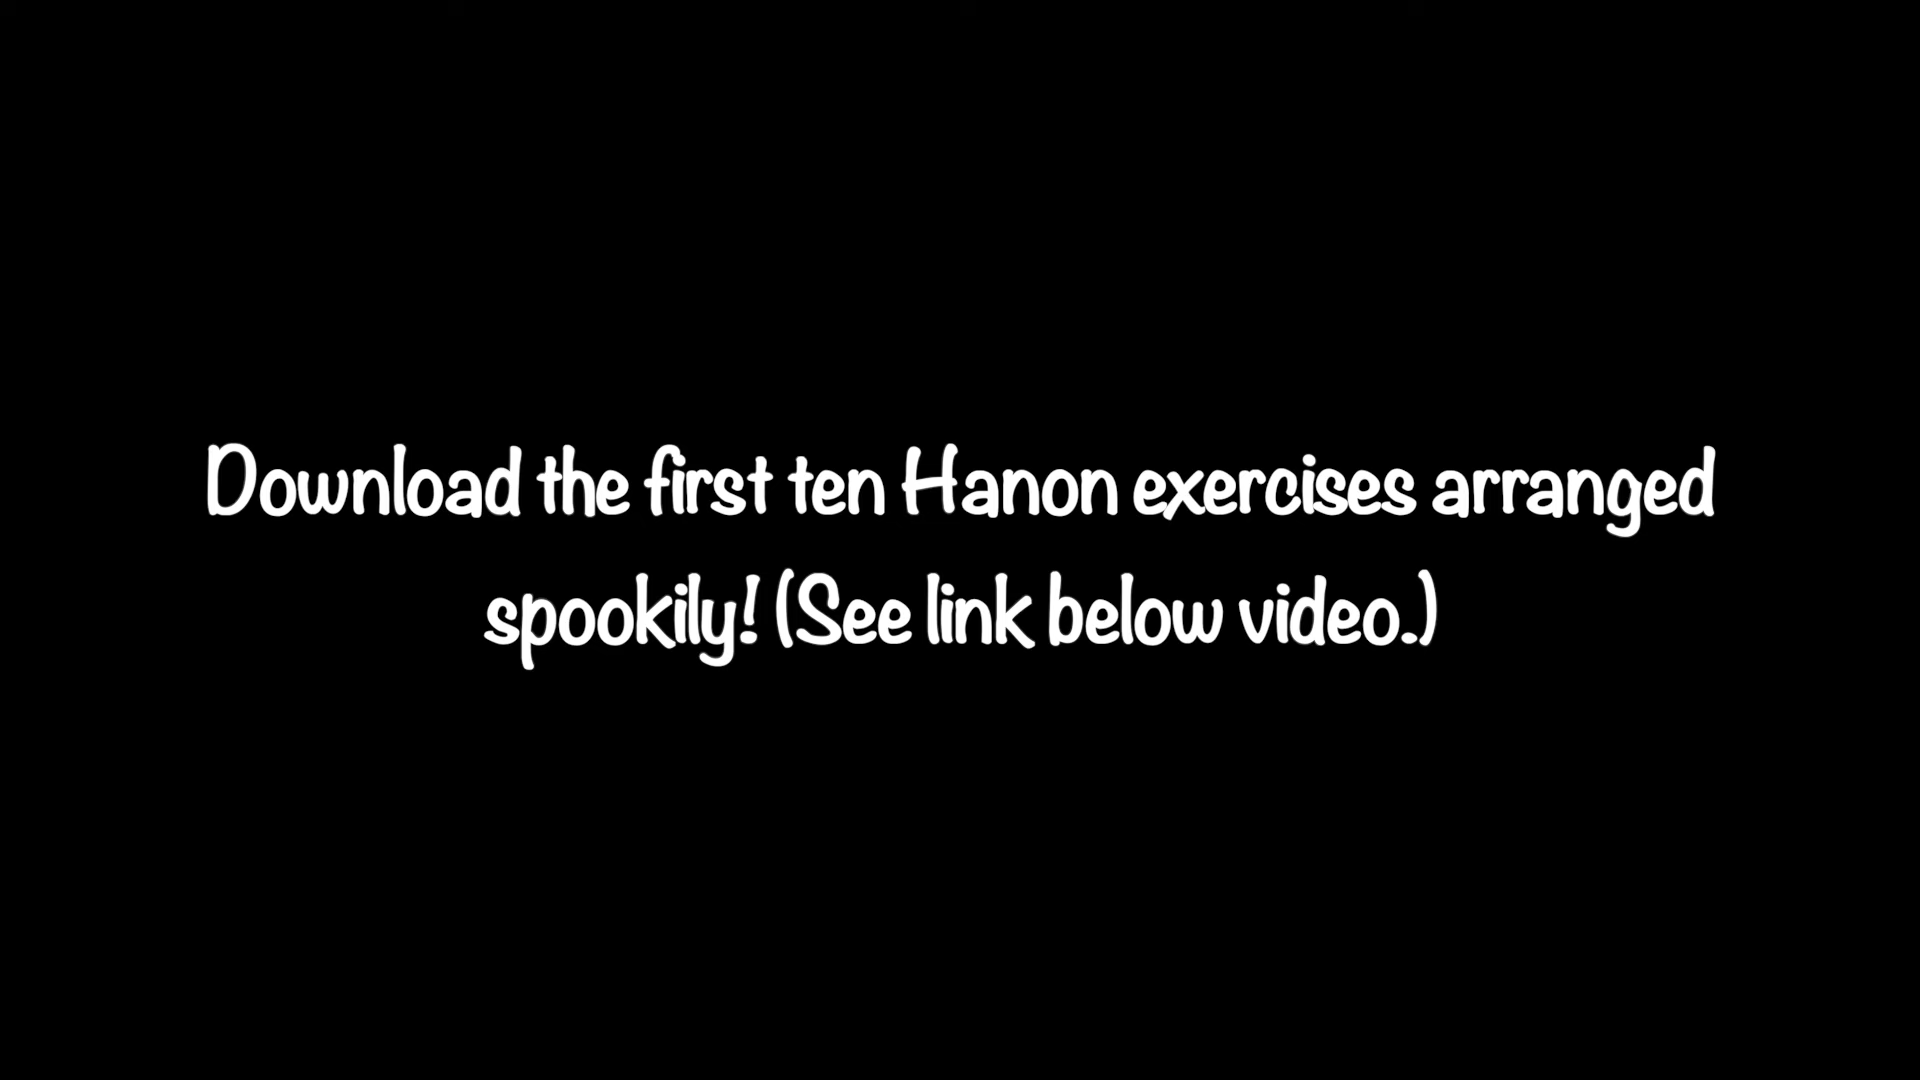 Download the first ten Hanon exercises arranged
spookily! (See link below video.)